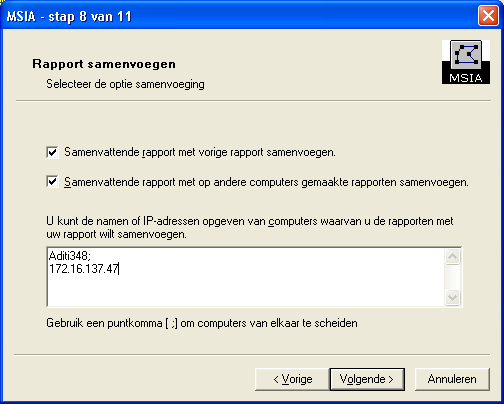 MSIA - stap 8 van 11
Rapport samenvoegen
Selecteer de optie samenvoeging
MSIA
Samenvattende rapport met vorige rapport samenvoegen.
Samenvattende rapport met op andere computers gemaakte rapporten samenvoegen.
U kunt de namen of IP-adressen opgeven van computers waarvan u de rapporten met
uw rapport wilt samenvoegen.
Aditi348;
172.16.137.47
Gebruik een puntkomma [ ;] om computers van elkaar te scheiden
< Vorige
Volgende >
Annuleren